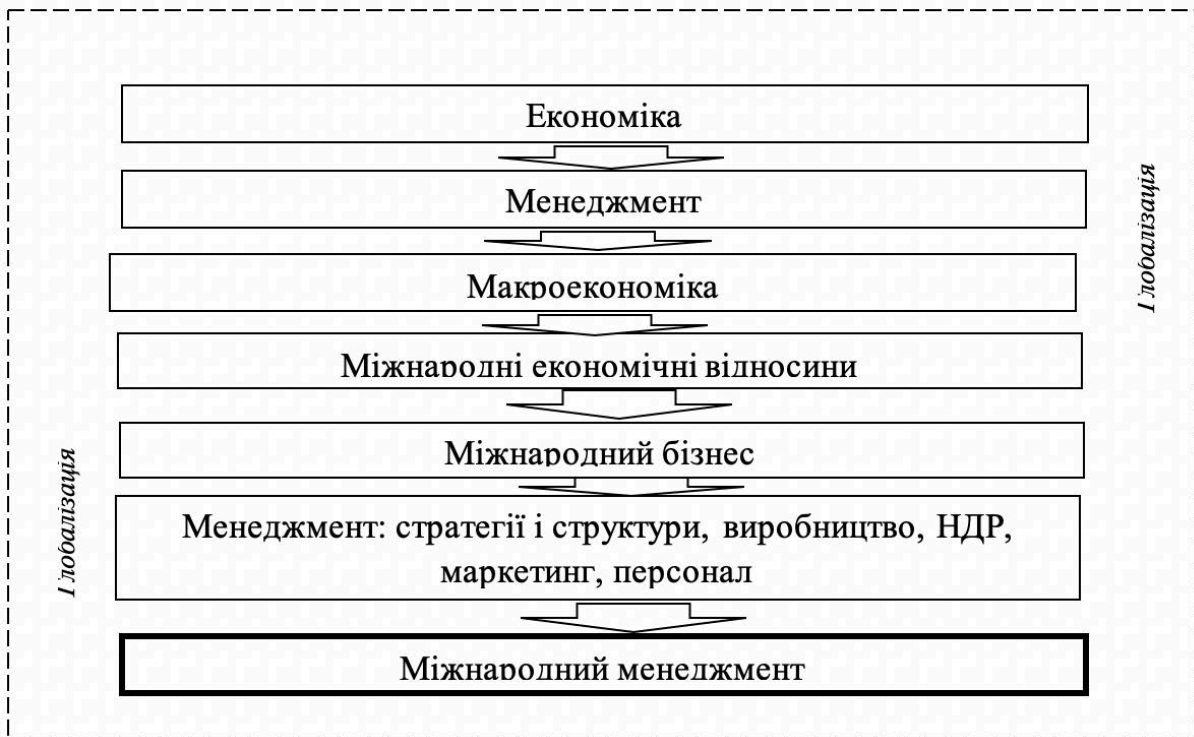 Економіка
Менеджмент
Глобалізація
Макроекономіка
Міжнародні економічні відносини
Міжнародний бізнес
Глобалізація
Менеджмент: стратегії і структури, виробництво, НДР,
маркетинг, персонал
Міжнародний менеджмент